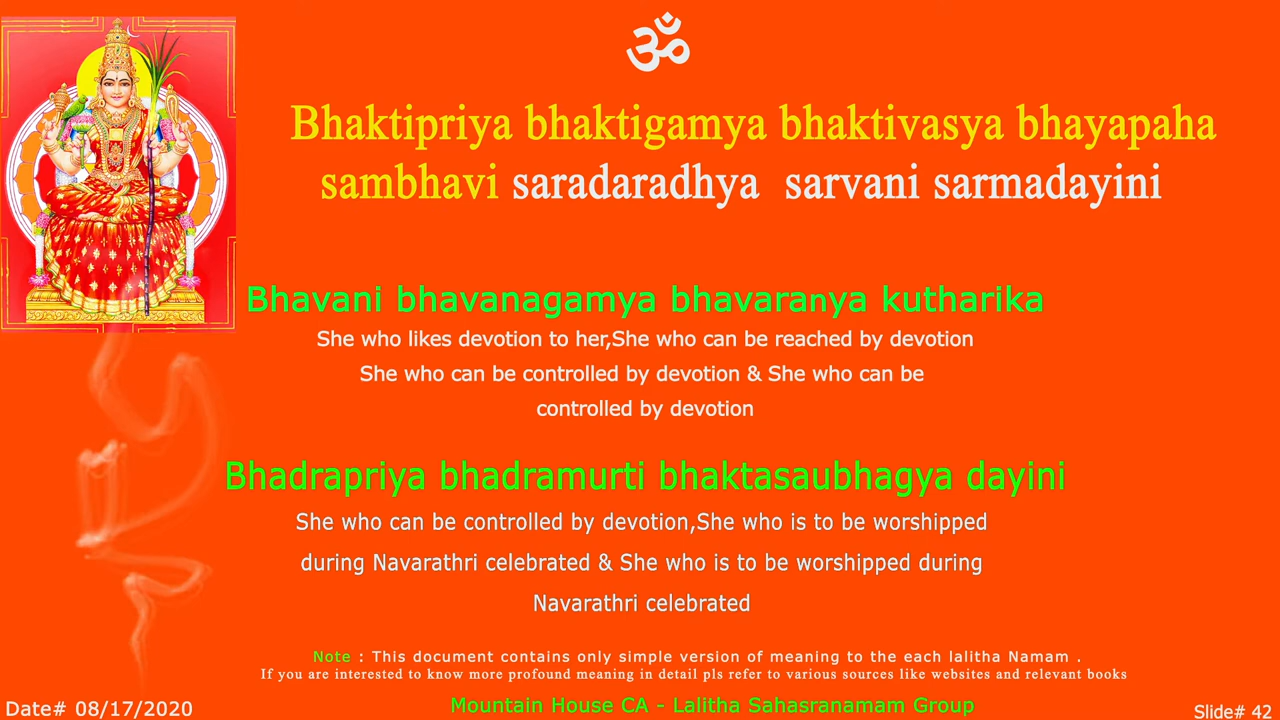 ॐ
Bhaktipriya bhaktigamya bhaktivasya bhayapaha
sambhavi saradaradhya sarvani sarmadayini
Bhavani bhavanagamya bhavaranya kutharika
She who likes devotion to her,She who can be reached by devotion
She who can be controlled by devotion & She who can be
controlled by devotion
Bhadrapriya bhadramurti bhaktasaubhagya dayini
She who can be controlled by devotion,She who is to be worshipped
during Navarathri celebrated & She who is to be worshipped during
Navarathri celebrated
Note : This document contains only simple version of meaning to the each lalitha Namam .
If you are interested to know more profound meaning in detail pls refer to various sources like websites and relevant books
Mountain House CA - Lalitha Sahasranamam Group
Date# 08/17/2020
Slide# 42